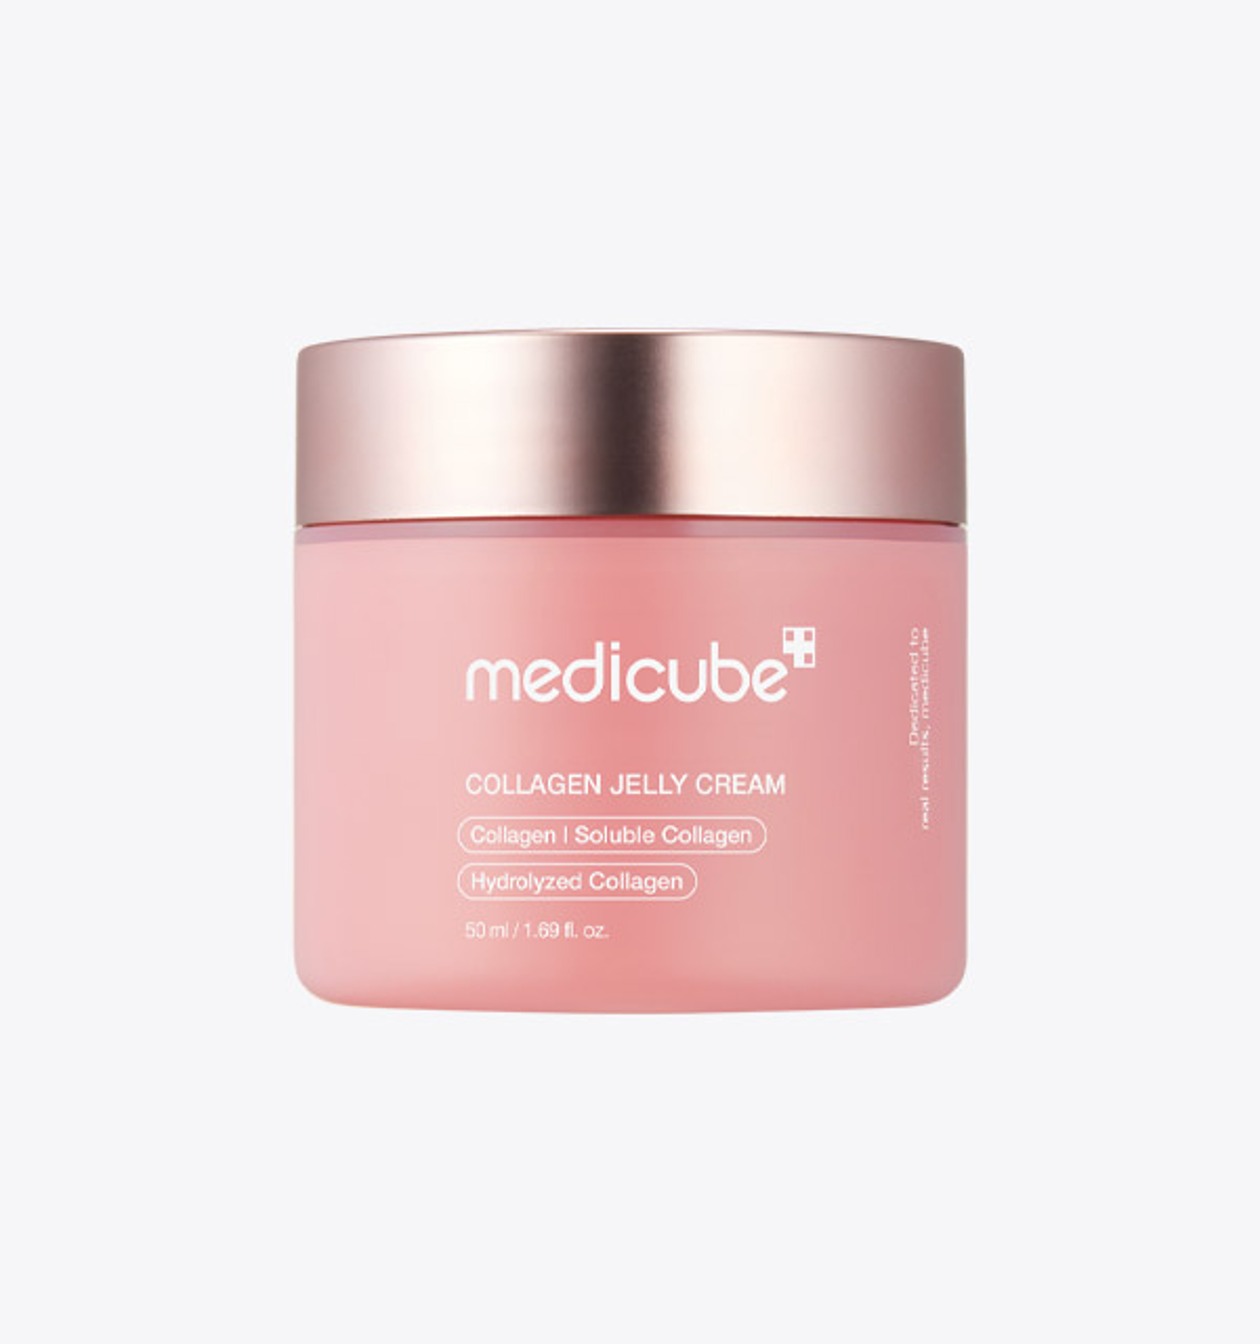 medicube
COLLAGEN JELLY CREAM
Collagen | Soluble Collagen
Hydrolyzed Collagen
50 ml / 1.69 fl. oz.
Dedicated to
real results, medicube